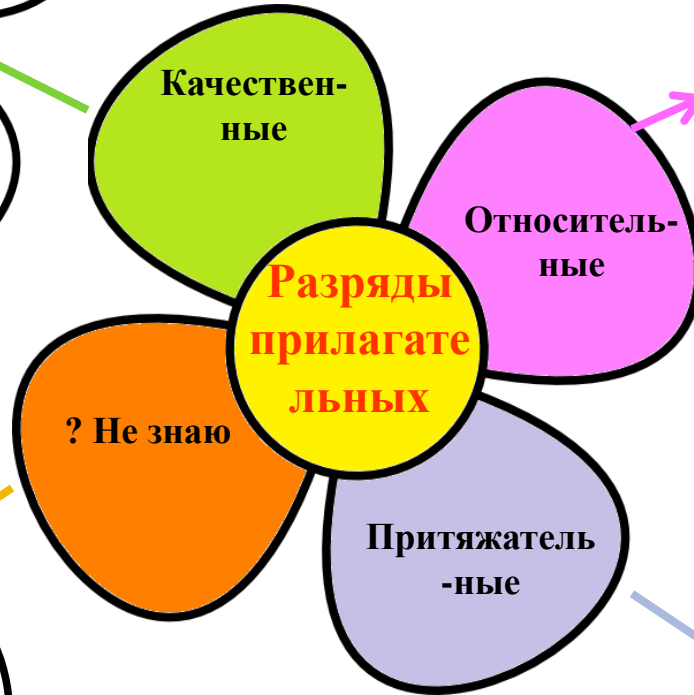 Качествен-
ные
Относитель-
ные
Разряды
прилагате
льных
? Не знаю
Притяжатель
-ные